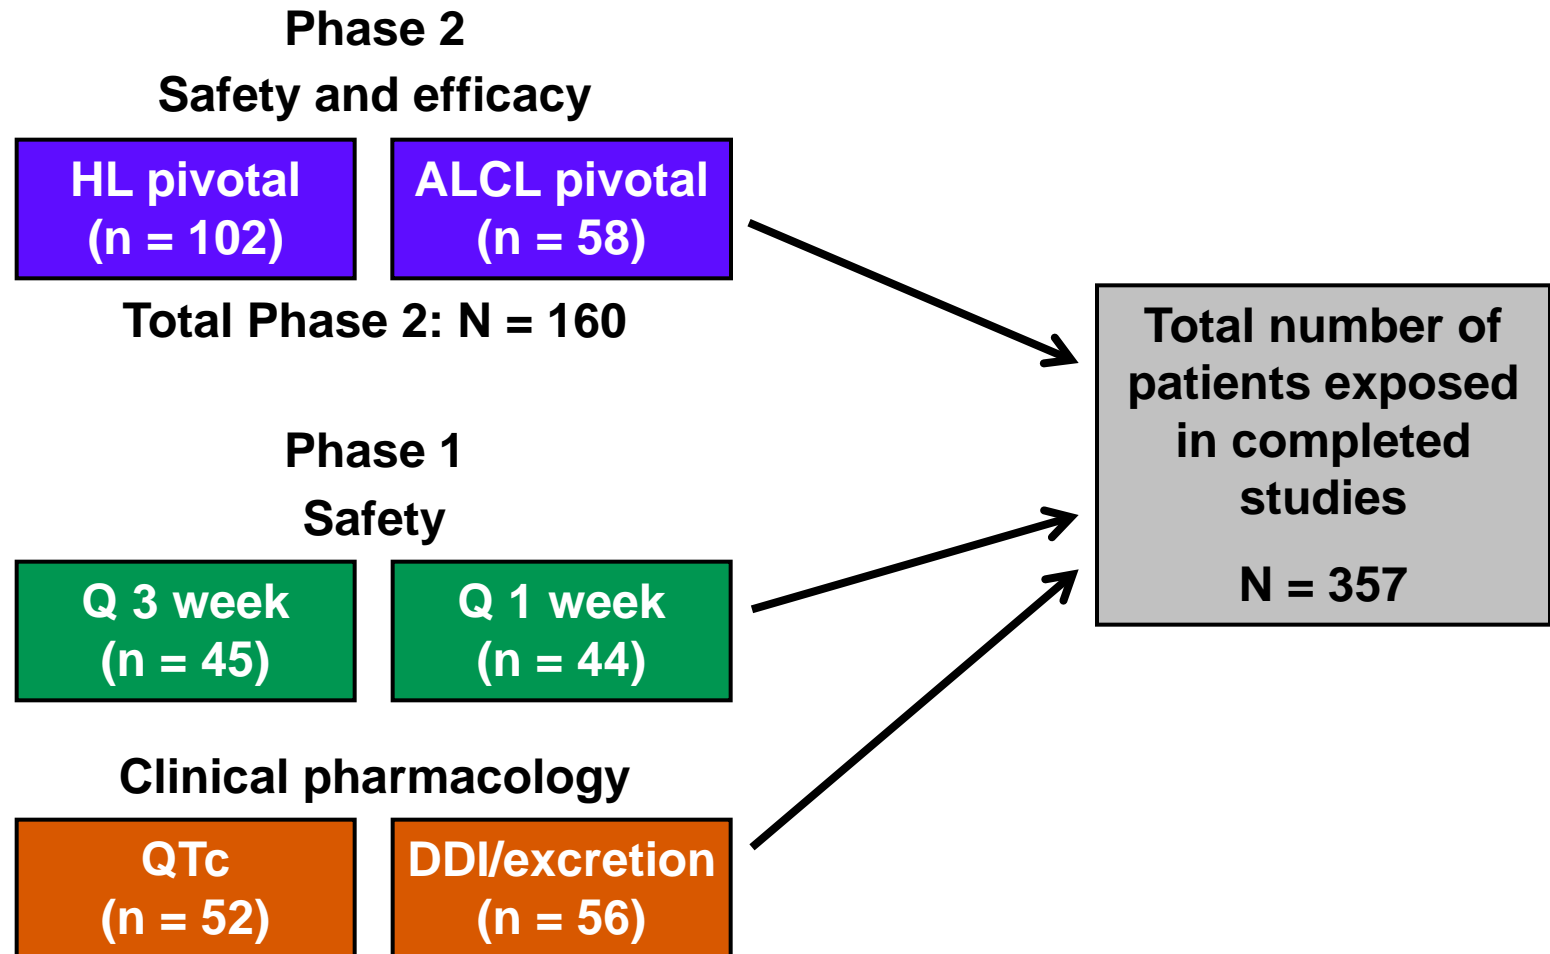 Phase 2
Safety and efficacy
HL pivotal
(n = 102)
ALCL pivotal
(n = 58)
Total Phase 2: N = 160
Phase 1
Safety
Q 3 week
(n = 45)
Q 1 week
(n = 44)
Clinical pharmacology
QTc
(n = 52)
DDI/excretion
(n = 56)
Total number of
patients exposed
in completed
studies
N = 357